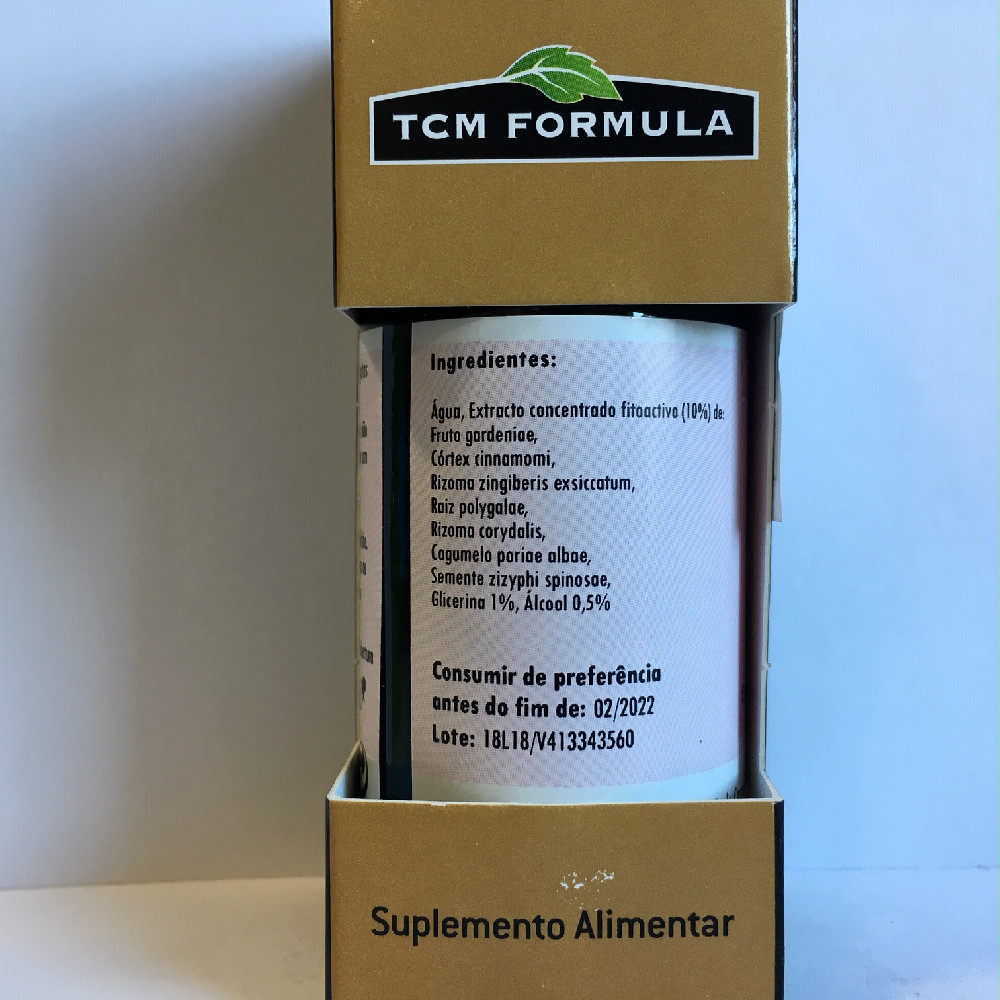 TCM FORMULA
Ingredientes:
Água, Extracto concentrado fitoactivo (10%) de:
Fruto gardeniae,
Córtex cinnamomi,
Rizoma zingiberis exsiccatum,
Raiz polygalae,
Rizoma corydalis,
Cogumelo poriae albae,
Semente zizyphi spinosae,
Glicerina 1%, Álcool 0,5%
Consumir de preferência
antes do fim de: 02/2022
Lote: 18L18/V413343560
Suplemento Alimentar